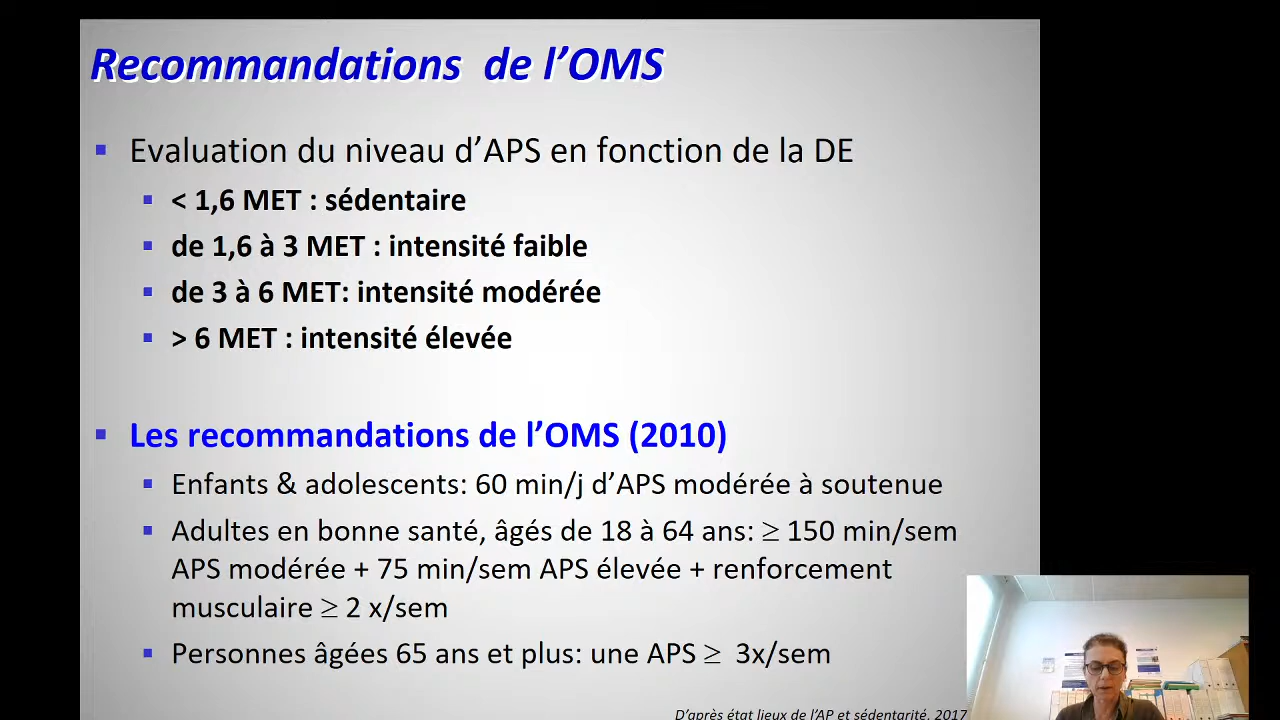 Recommandations de l’OMS
Evaluation du niveau d’APS en fonction de la DE
< 1,6 MET : sédentaire
de 1,6 à 3 MET : intensité faible
de 3 à 6 MET: intensité modérée
> 6 MET : intensité élevée
Les recommandations de l’OMS (2010)
Enfants & adolescents: 60 min/j d’APS modérée à soutenue
Adultes en bonne santé, âgés de 18 à 64 ans: ≥ 150 min/sem
APS modérée + 75 min/sem APS élevée + renforcement
musculaire ≥ 2 x/sem
Personnes âgées 65 ans et plus: une APS ≥ 3x/sem
D’après état lieux de l’AP et sédentarité, 2017